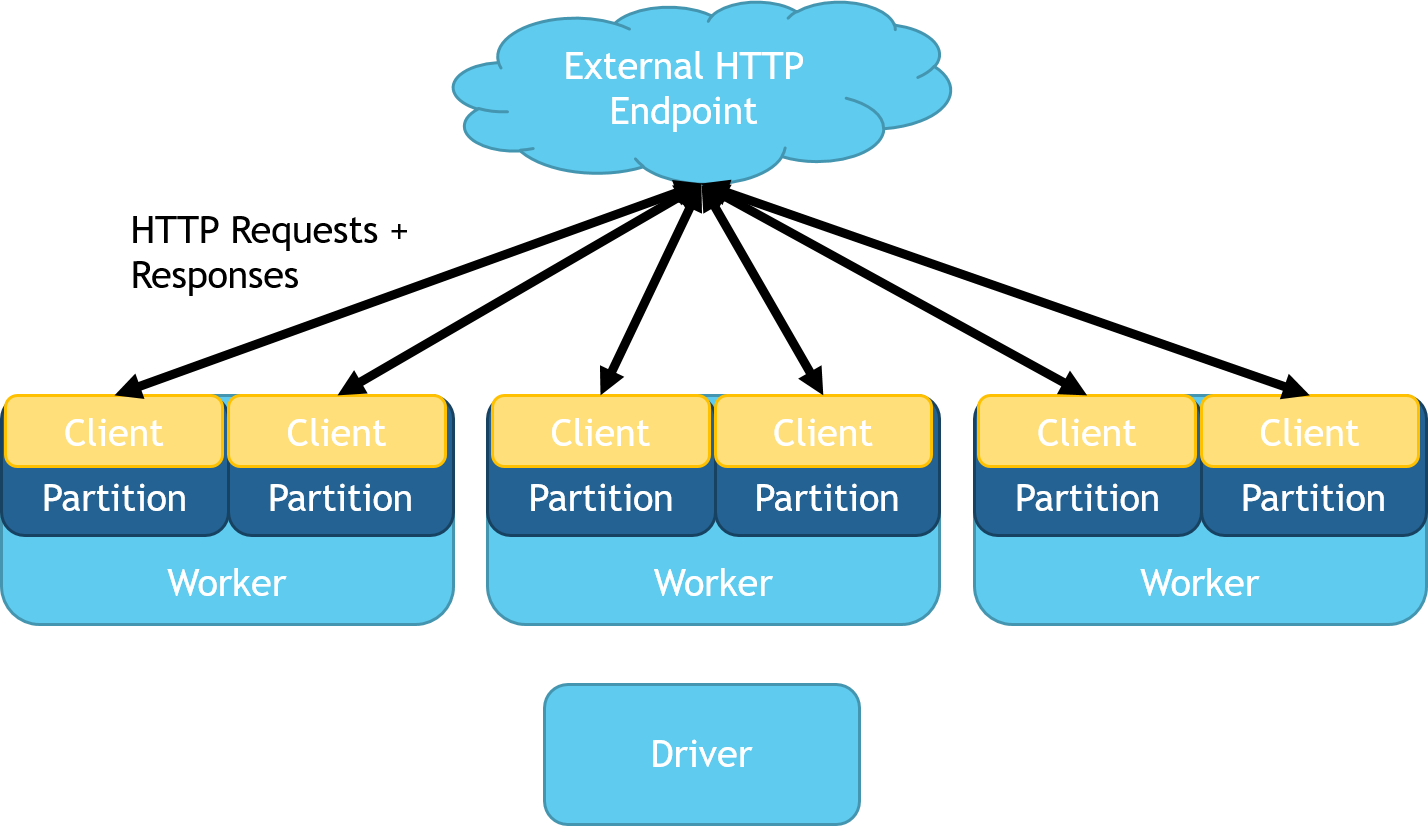 External HTTP
Endpoint
HTTP Requests +
Responses
Client
Client
Client
Client
Client
Client
Partition
Partition
Partition
Partition
Partition
Partition
Worker
Worker
Worker
Driver